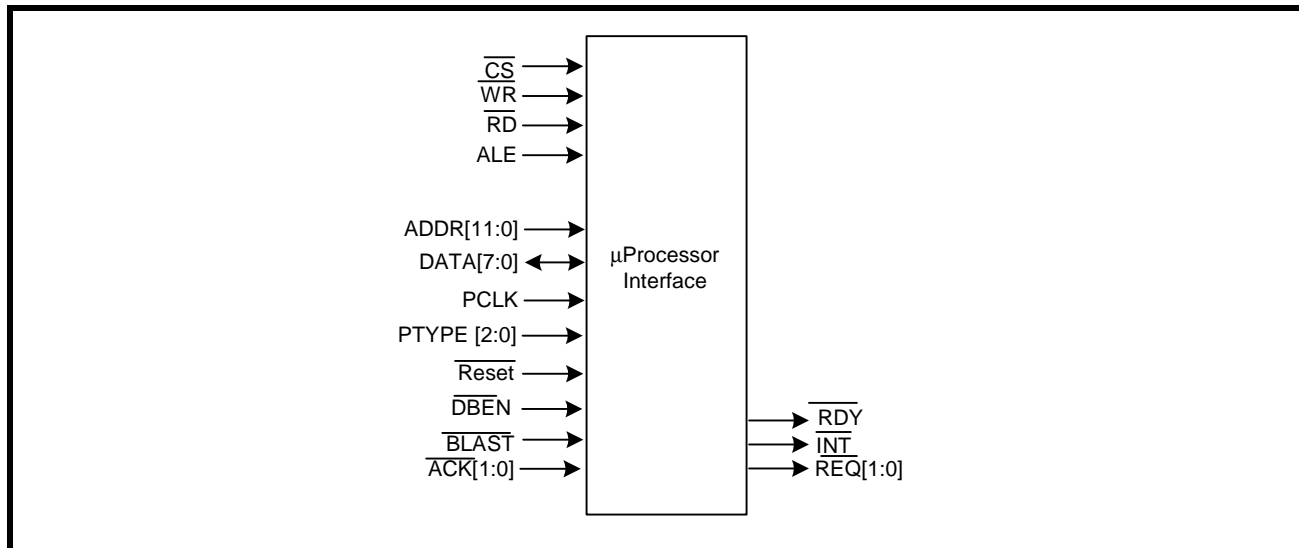 CS
WR
RD
ALE
ADDR[11:0]
DATA[7:0]
PCLK
PTYPE [2:0]
Reset
DBEN
BLAST
ACK[1:0]
μProcessor
Interface
RDY
INT
REQ[1:0]